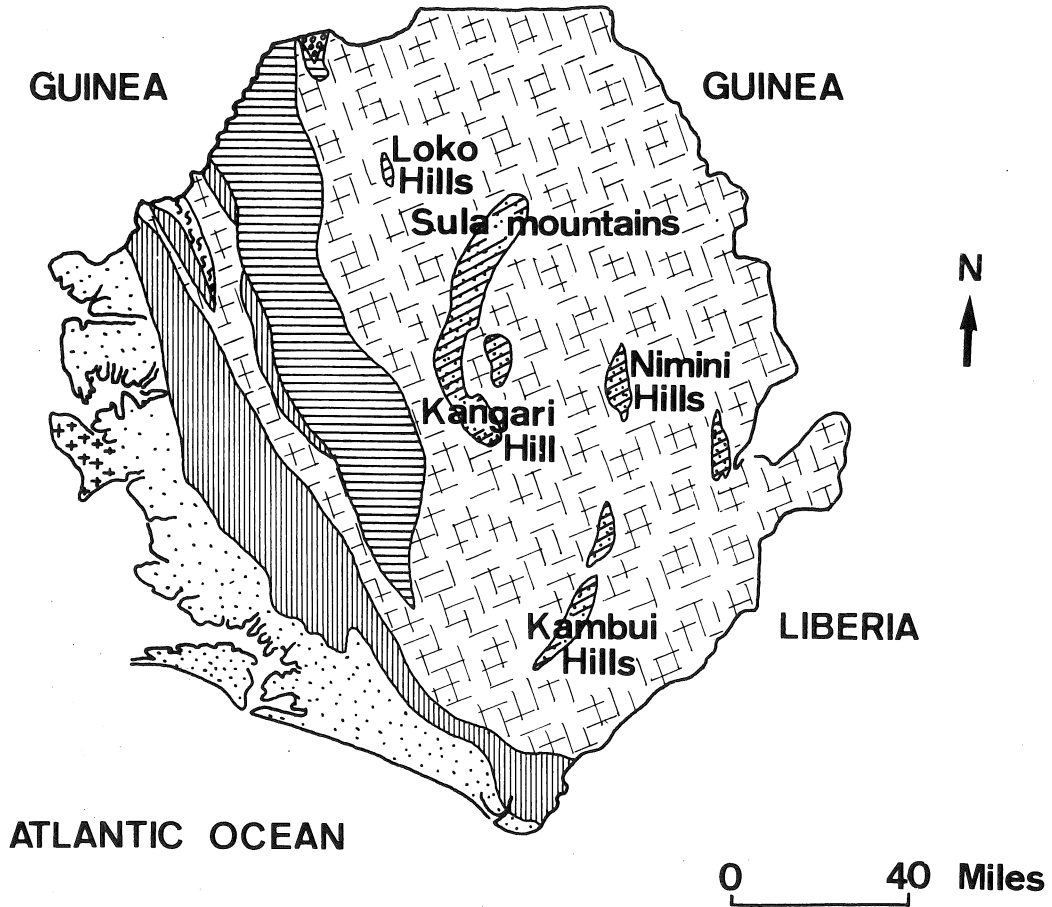 GUINEA
GUINEA
Loko
Hills
Sula mountains
N
Nimini
Hills
Kangari
Hill
Kambui
Hills
LIBERIA
ATLANTIC OCEAN
0 40 Miles